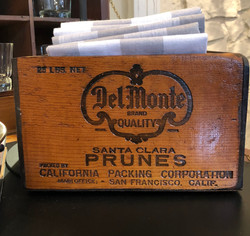 25 LBS. NET
Del Monte
BRAND
QUALITY
SANTA CLARA
PRUNES
PACKED BY
CALIFORNIA PACKING CORPORATION
MAIN OFFICE, - SAN FRANCISCO, CALIF.